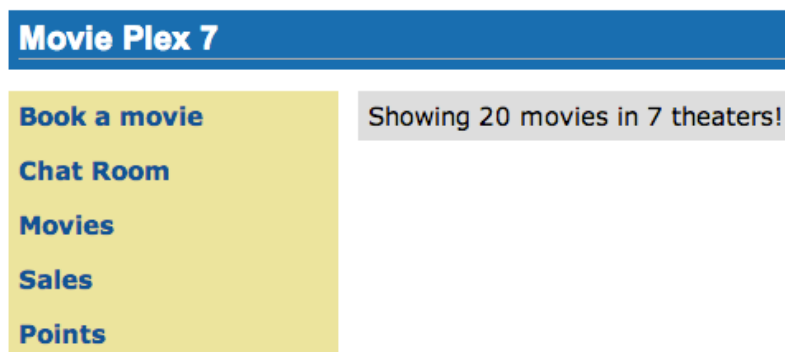 Movie Plex 7
Book a movie
Chat Room
Movies
Sales
Points
Showing 20 movies in 7 theaters!